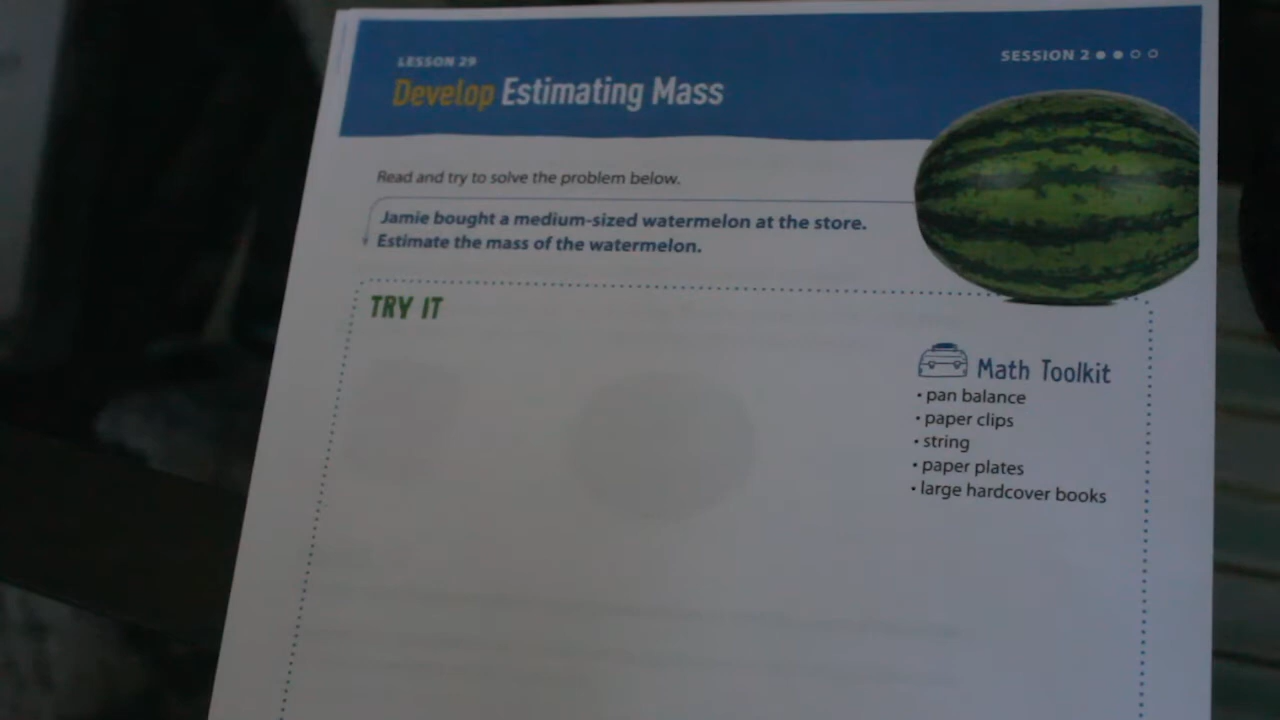 LESSON 29
SESSION 2
Develop Estimating Mass
Read and try to solve the problem below.
Jamie bought a medium-sized watermelon at the store.
Estimate the mass of the watermelon.
TRY IT
Math Toolkit
• pan balance
• paper clips
• string
• paper plates
• large hardcover books